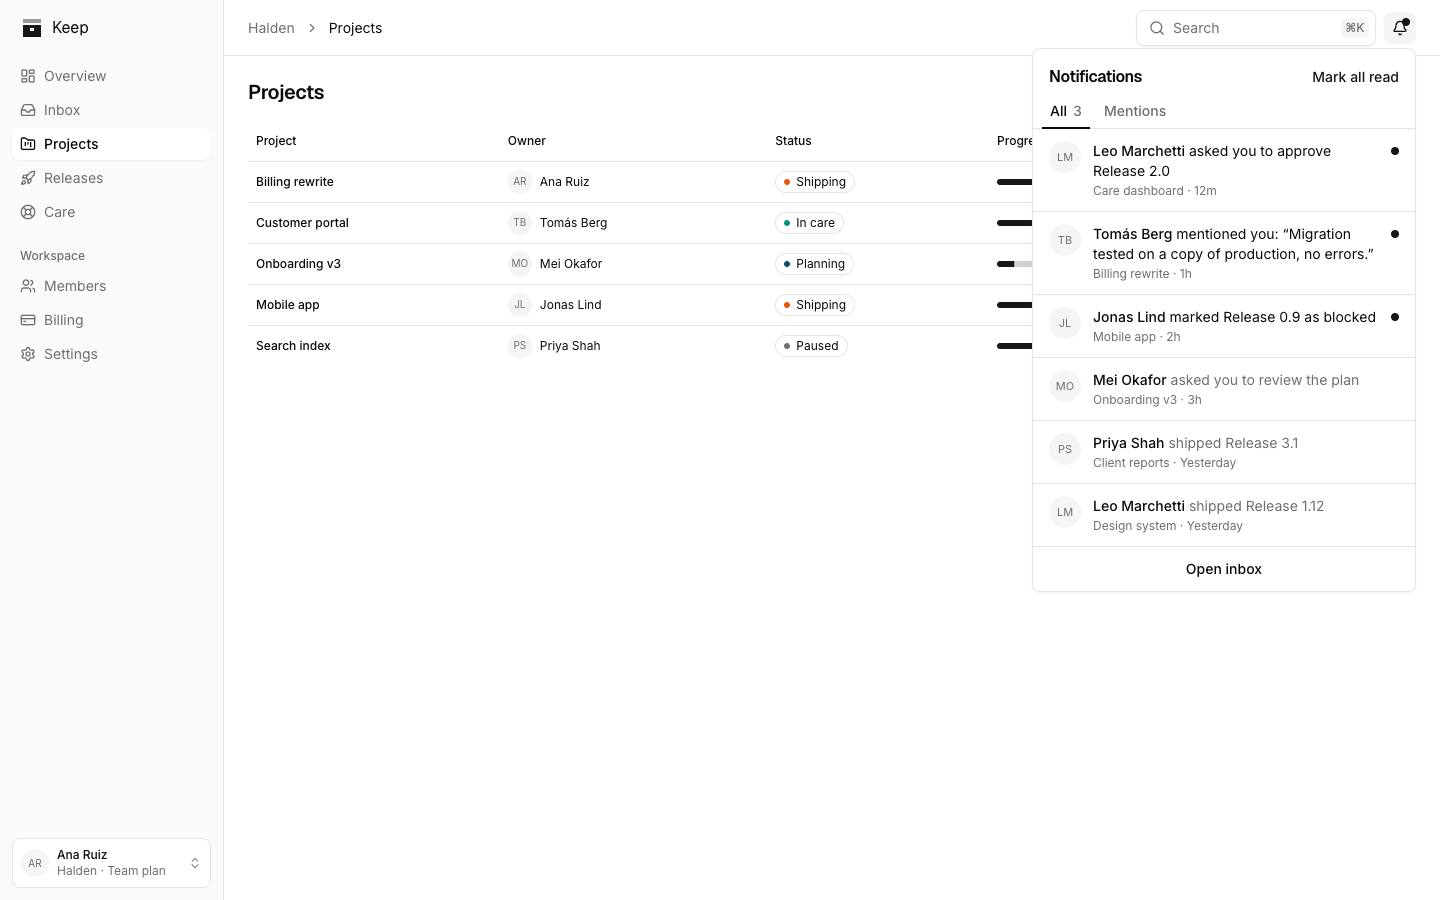 Keep
Overview
Inbox
Projects
Releases
Care
Workspace
Members
Billing
Settings
AR
Ana Ruiz
Halden · Team plan
Halden
Projects
Search
⌘K
Projects
Project Owner Status Progre
Billing rewrite AR Ana Ruiz Shipping
Customer portal TB Tomás Berg In care
Onboarding v3 MO Mei Okafor Planning
Mobile app JL Jonas Lind Shipping
Search index PS Priya Shah Paused
Notifications Mark all read
All 3 Mentions
LM
Leo Marchetti asked you to approve
Release 2.0
Care dashboard · 12m
TB
Tomás Berg mentioned you: “Migration
tested on a copy of production, no errors.”
Billing rewrite · 1h
JL
Jonas Lind marked Release 0.9 as blocked
Mobile app · 2h
MO
Mei Okafor asked you to review the plan
Onboarding v3 · 3h
PS
Priya Shah shipped Release 3.1
Client reports · Yesterday
LM
Leo Marchetti shipped Release 1.12
Design system · Yesterday
Open inbox